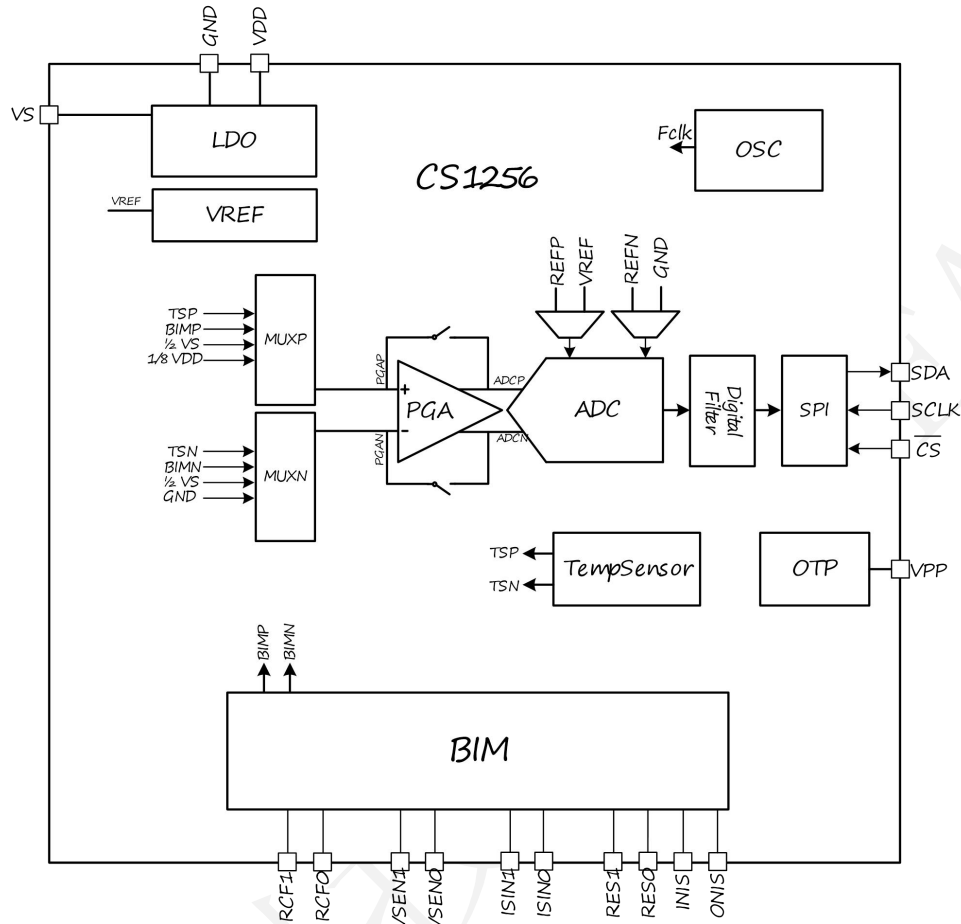 GND
VDD
VS
LDO
Fclk
OSC
CS1256
VREF
VREF
REFP
VREF
REFN
GND
TSP
BIMP
½ VS
1/8 VDD
MUXP
PGAP
+
PGA
-
PGAN
ADCP
ADCN
ADC
Digital
Filter
SPI
SDA
SCLK
CS
TSN
BIMN
½ VS
GND
MUXN
TSP
TSN
TempSensor
OTP
VPP
BIMP
BIMN
BIM
RCF1
RCF0
VSEN1
VSEN0
ISIN1
ISIN0
RES1
RES0
INIS
ONIS